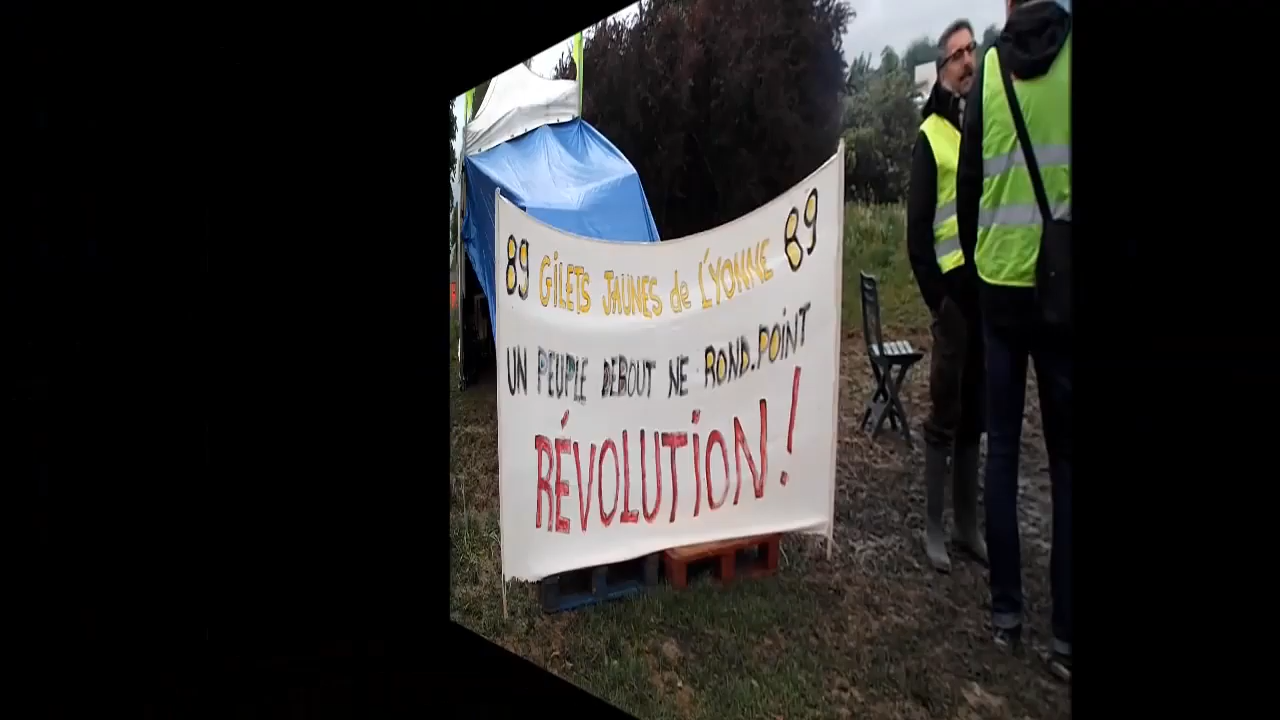 89 GILETS JAUNES de L'YONNE 89
UN PEUPLE DEBOUT NE ROND.POINT
RÉVOLUTION !